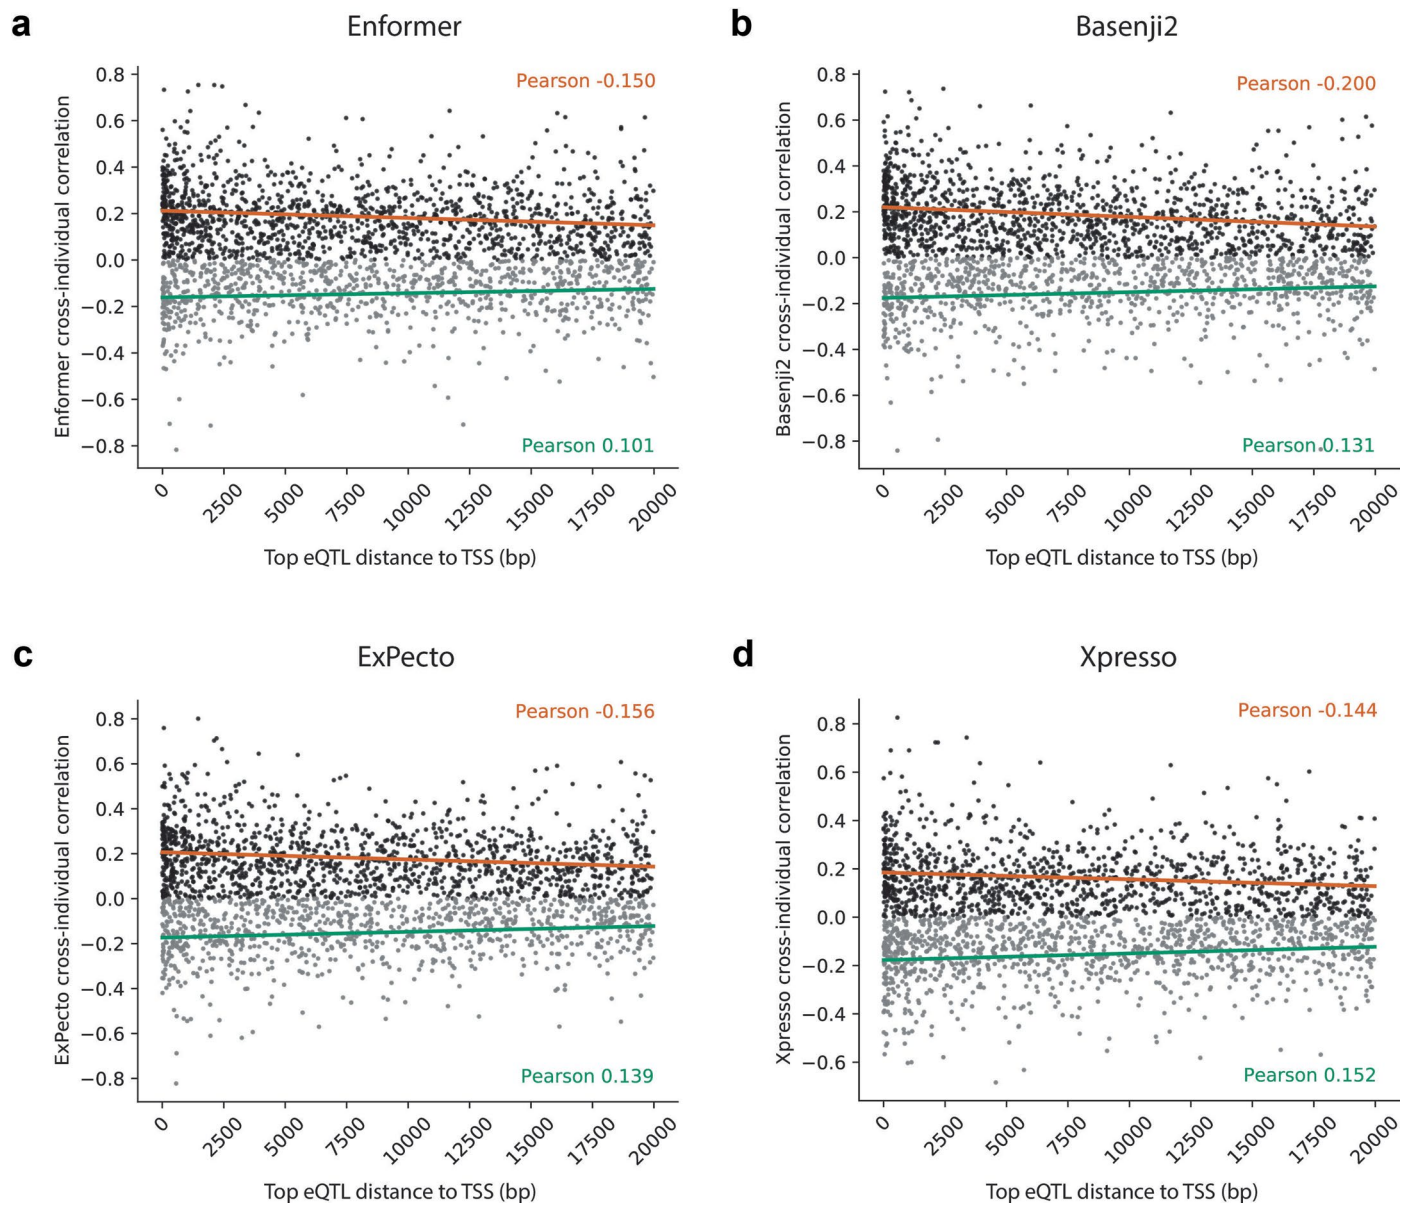 a
Enformer
Pearson -0.150
Enformer cross-individual correlation
0.8
0.6
0.4
0.2
0.0
−0.2
−0.4
−0.6
−0.8
Pearson 0.101
0 2500 5000 7500 10000 12500 15000 17500 20000
Top eQTL distance to TSS (bp)
b
Basenji2
Pearson -0.200
Basenji2 cross-individual correlation
0.8
0.6
0.4
0.2
0.0
−0.2
−0.4
−0.6
−0.8
Pearson 0.131
0 2500 5000 7500 10000 12500 15000 17500 20000
Top eQTL distance to TSS (bp)
c
ExPecto
Pearson -0.156
ExPecto cross-individual correlation
0.8
0.6
0.4
0.2
0.0
−0.2
−0.4
−0.6
−0.8
Pearson 0.139
0 2500 5000 7500 10000 12500 15000 17500 20000
Top eQTL distance to TSS (bp)
d
Xpresso
Pearson -0.144
Xpresso cross-individual correlation
0.8
0.6
0.4
0.2
0.0
−0.2
−0.4
−0.6
Pearson 0.152
0 2500 5000 7500 10000 12500 15000 17500 20000
Top eQTL distance to TSS (bp)